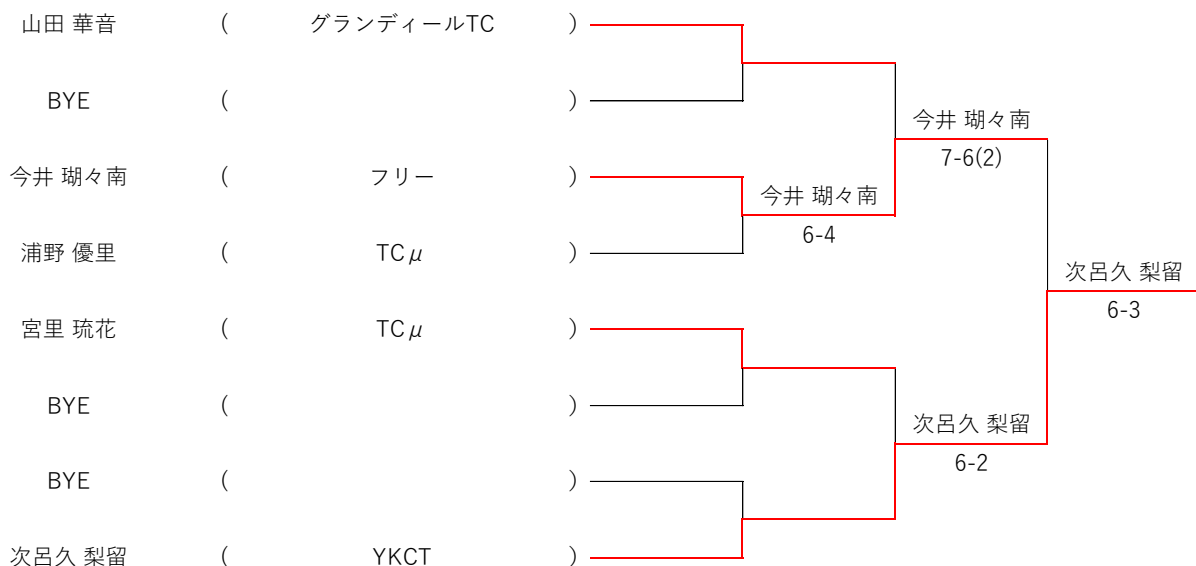 山田 華音 ( グランディールTC )
BYE ( )
今井 瑚々南
7-6(2)
今井 瑚々南 ( フリー )
今井 瑚々南
6-4
浦野 優里 ( TCμ )
次呂久 梨留
6-3
宮里 琉花 ( TCμ )
BYE ( )
次呂久 梨留
6-2
BYE ( )
次呂久 梨留 ( YKCT )